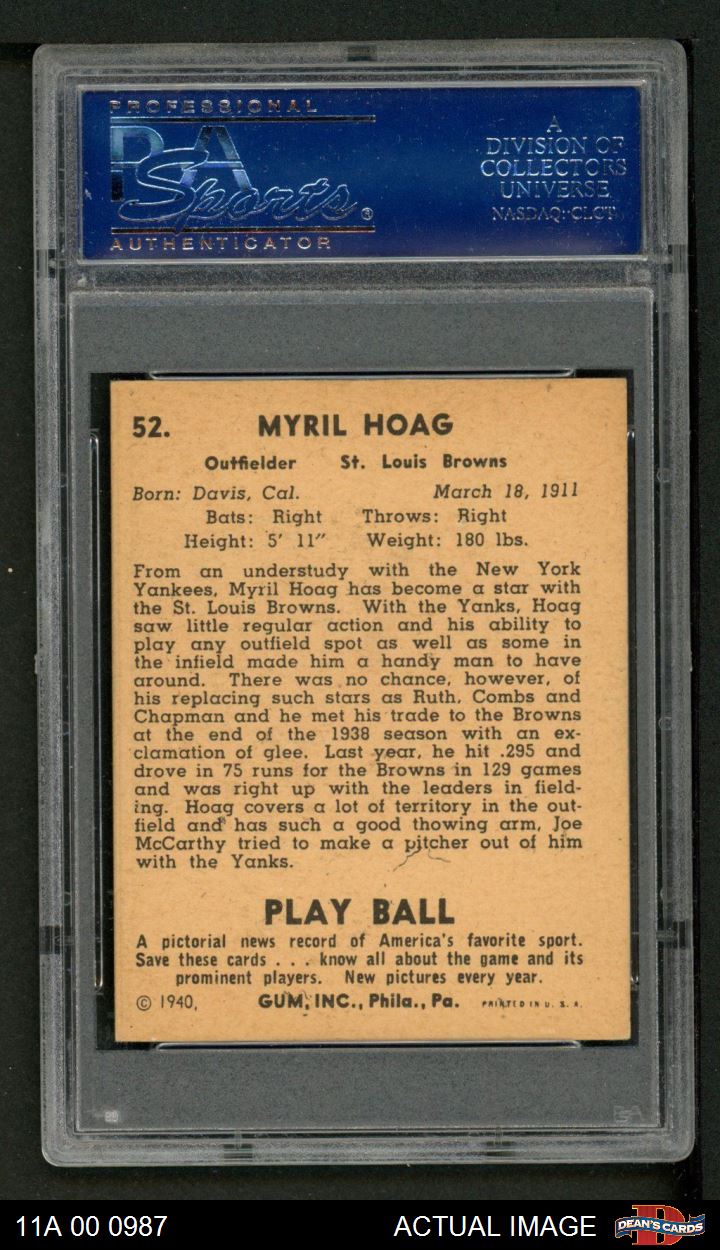 PROFESSIONAL
PSA
Sports®
AUTHENTICATOR
A
DIVISION OF
COLLECTORS
UNIVERSE
NASDAQ: CLCT
52. MYRIL HOAG
Outfielder St. Louis Browns
Born: Davis, Cal. March 18, 1911
Bats: Right Throws: Right
Height: 5' 11" Weight: 180 lbs.
From an understudy with the New York
Yankees, Myril Hoag has become a star with
the St. Louis Browns. With the Yanks, Hoag
saw little regular action and his ability to
play any outfield spot as well as some in
the infield made him a handy man to have
around. There was no chance, however, of
his replacing such stars as Ruth, Combs and
Chapman and he met his trade to the Browns
at the end of the 1938 season with an ex-
clamation of glee. Last year, he hit .295 and
drove in 75 runs for the Browns in 129 games
and was right up with the leaders in field-
ing. Hoag covers a lot of territory in the out-
field and has such a good thowing arm, Joe
McCarthy tried to make a pitcher out of him
with the Yanks.
PLAY BALL
A pictorial news record of America's favorite sport.
Save these cards . . . know all about the game and its
prominent players. New pictures every year.
© 1940, GUM, INC., Phila., Pa. PRINTED IN U. S. A.
PSA
11A 00 0987 ACTUAL IMAGE DEAN'S CARDS